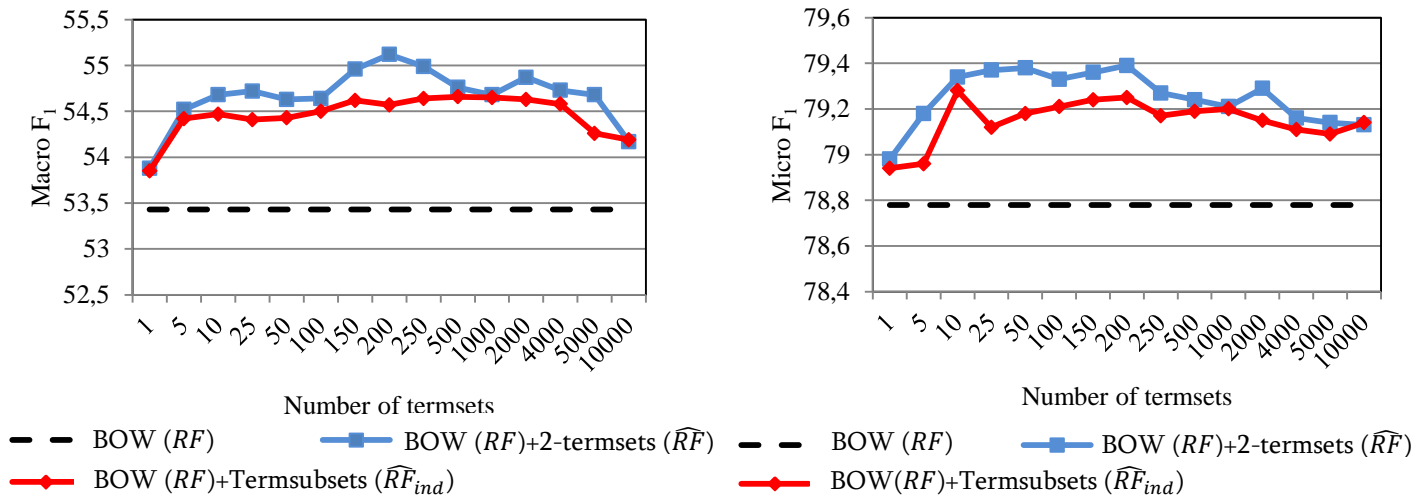 55,5
55
54,5
54
53,5
53
52,5
Macro F1
1 5 10 25 50 100 150 200 250 500 1000 2000 4000 5000 10000
Number of termsets
BOW (RF) BOW (RF)+2-termsets (R̂F)
BOW (RF)+Termsubsets (R̂F_ind)
79,6
79,4
79,2
79
78,8
78,6
78,4
Micro F1
1 5 10 25 50 100 150 200 250 500 1000 2000 4000 5000 10000
Number of termsets
BOW (RF) BOW (RF)+2-termsets (R̂F)
BOW(RF)+Termsubsets (R̂F_ind)